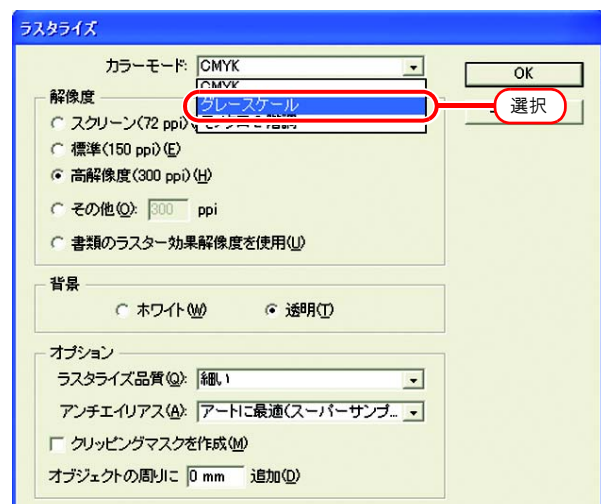 ラスタライズ
カラーモード: CMYK
OK
CMYK
グレースケール
選択
解像度
スクリーン(72 ppi)
標準(150 ppi)(E)
高解像度(300 ppi)(H)
その他(O): 300 ppi
書類のラスター効果解像度を使用(U)
背景
ホワイト(W) 透明(T)
オプション
ラスタライズ品質(Q): 細い
アンチエイリアス(A): アートに最適(スーパーサンプ...
クリッピングマスクを作成(M)
オブジェクトの周りに 0 mm 追加(D)